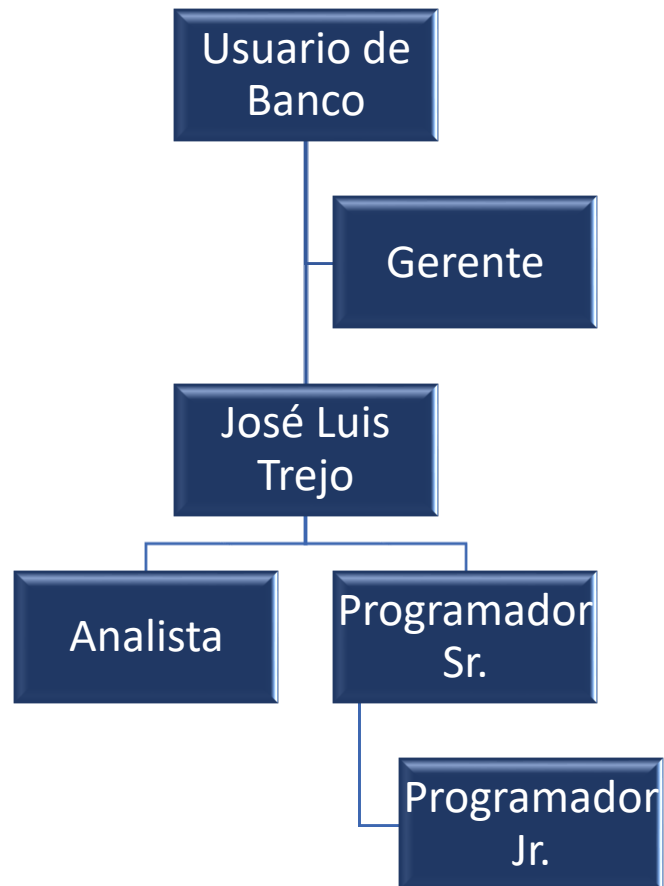 Usuario de
Banco
Gerente
José Luis
Trejo
Analista
Programador
Sr.
Programador
Jr.